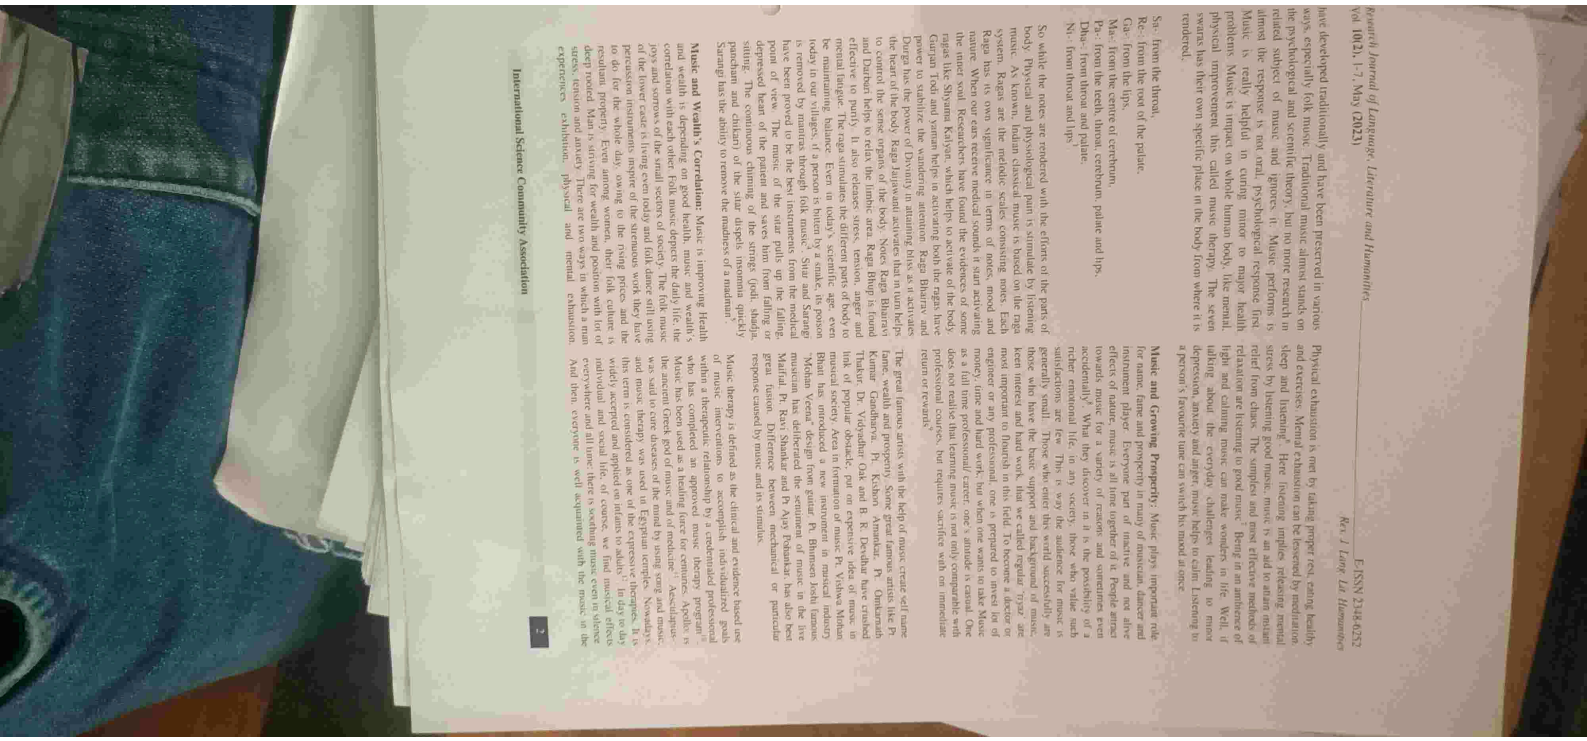 Research Journal of Language, Literature and Humanities
E-ISSN 2348-6252
Vol. 10(2), 1-7, May (2023)
Res. J. Lang. Lit. Humanities
have developed traditionally and have been preserved in various
ways, especially folk music. Traditional music almost stands on
the psychological and scientific theory, but no more research in
related subject of music and ignores it. Music performs is
almost the response is not oral, psychological response first.
Music is really helpful in curing minor to major health
problems. Music is impact on whole human body, like mental,
physical improvement, this called music therapy. The seven
swaras has their own specific place in the body from where it is
rendered.
Sa-: from the throat,
Re-: from the root of the palate,
Ga-: from the lips,
Ma-: from the centre of cerebrum,
Pa-: from the teeth, throat, cerebrum, palate and lips,
Dha-: from throat and palate,
Ni-: from throat and lips.
So while the notes are rendered with the efforts of the parts of
body. Physical and physiological pain is stimulate by listening
music. As known, Indian classical music is based on the raga
system. Ragas are the melodic scales consisting notes. Each
Raga has its own significance in terms of notes, mood and
nature. When our ears receive medical sounds it start activating
the inner soul. Researchers have found the evidences of some
ragas like Shyama Kalyan, which helps to activate of the body.
Gurjari Todi and yaman helps in activating both the ragas have
power to stabilize the wandering attention. Raga Bhairav and
Durga has the power of Divinity in attaining bliss as it activates
the heart of the body. Raga Jaijawanti activates that in turn helps
to control the sense organs of the body. Notes Raga Bhairavi
and Darbari helps to relax the limbic area. Raga Bhup is found
effective to purify. It also releases stress, tension, anger and
mental fatigue. The raga stimulates the different parts of body to
be maintaining balance. Even in today's scientific age, even
today in our villages, if a person is bitten by a snake, its poison
is removed by mantras through folk music. Sitar and Sarangi
have been proved to be the best instruments from the medical
point of view. The music of the sitar pulls up the falling,
depressed heart of the patient and saves him from falling or
sitting. The continuous chiming of the strings (jodi, shadja,
pancham and chikari) of the sitar dispels insomnia quickly
Sarangi has the ability to remove the madness of a madman.
Music and Wealth's Correlation: Music is improving Health
and wealth is depending on good health, music and wealth's
correlation with each other. Folk music depicts the daily life, the
joys and sorrows of the small sectors of society. The folk music
of the lower caste is living even today and folk dance still using
percussion instruments inspire of the strenuous work they have
to do for the whole day, owing to the rising prices and the
resultant property. Even among women, their folk culture is
deep rooted. Man is striving for wealth and position with lot of
stress, tension and anxiety. There are two ways in which a man
experiences exhibition, physical and mental exhaustion.
Physical exhaustion is met by taking proper rest, eating healthy
and exercises. Mental exhaustion can be lessened by meditation,
sleep and listening. Here listening implies releasing mental
stress by listening good music, music is an aid to attain instant
relief from chaos. The simplest and most effective methods of
relaxation are listening to good music. Being in an ambience of
light and calming music can make wonders in life. Well, if
talking about the everyday challenges leading to minor
depression, anxiety and anger, music helps to calm. Listening to
a person's favourite tune can switch his mood at once.
Music and Growing Prosperity: Music plays important role
for name, fame and prosperity in many of musician, dancer and
instrument player. Everyone part of inactive and not alive
effects of nature, music is all time together of it. People attract
towards music for a variety of reasons and sometimes even
accidentally. What they discover in it is the possibility of a
richer emotional life, in any society, those who value such
satisfactions are few. This is way the audience for music is
generally small. Those who enter this world successfully are
those who have the basic support and background of music,
keen interest and hard work, that we called regular 'riyaz' are
most important to flourish in this field. To become a doctor or
engineer or any professional, one is prepared to invest lot of
money, time and hard work, but when one wants to take Music
as a full time professional/ career, one's attitude is casual. One
does not realise that learning music is not only comparable with
professional courses, but requires sacrifice with on immediate
return or rewards.
The great famous artists with the help of music create self name
fame, wealth and prosperity. Some great famous artists like Pt.
Kumar Gandharva, Pt. Kishori Amankar, Pt. Omkarnath
Thakur, Dr. Vidyadhar Oak and B. R. Deodhar have crushed
link of popular obstacle, put on expensive idea of music in
musical society. Area in formation of music Pt. Vishwa Mohan
Bhatt has introduced a new instrument in musical industry
"Mohan Veena" design from guitar. Pt. Bhimsen Joshi famous
musician has deliberated the sentiment of music in the live
Maifial. Pt. Ravi Shankar and Pt Ajay Pohankar, has also best
great fusion. Difference between mechanical or particular
response caused by music and its stimulus.
Music therapy is defined as the clinical and evidence based use
of music interventions to accomplish individualized goals
within a therapeutic relationship by a credentialed professional
who has completed an approved music therapy program
Music has been used as a healing force for centuries. Apollo is
the ancient Greek god of music and of medicine. Aesculapius
was said to cure diseases of the mind by using song and music,
and music therapy was used in Egyptian temples. Nowadays,
this term is considered as one of the expressive therapies. It is
widely accepted and applied on infants to adults. In day to day
individual and social life, of course, we find musical effects
everywhere and all time; there is soothing music even in silence
And then, everyone is well acquainted with the music in the
International Science Community Association
2